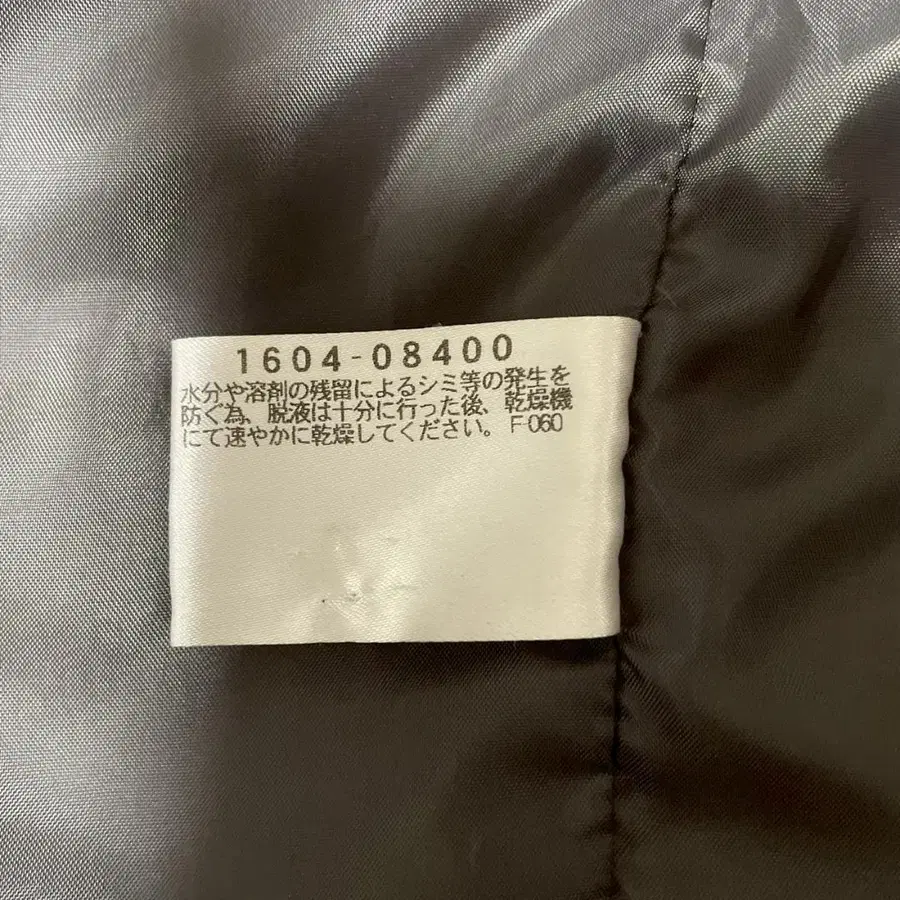 1604-08400
水分や溶剤の残留によるシミ等の発生を
防ぐ為、脱液は十分に行った後、乾燥機
にて速やかに乾燥してください。 F-060